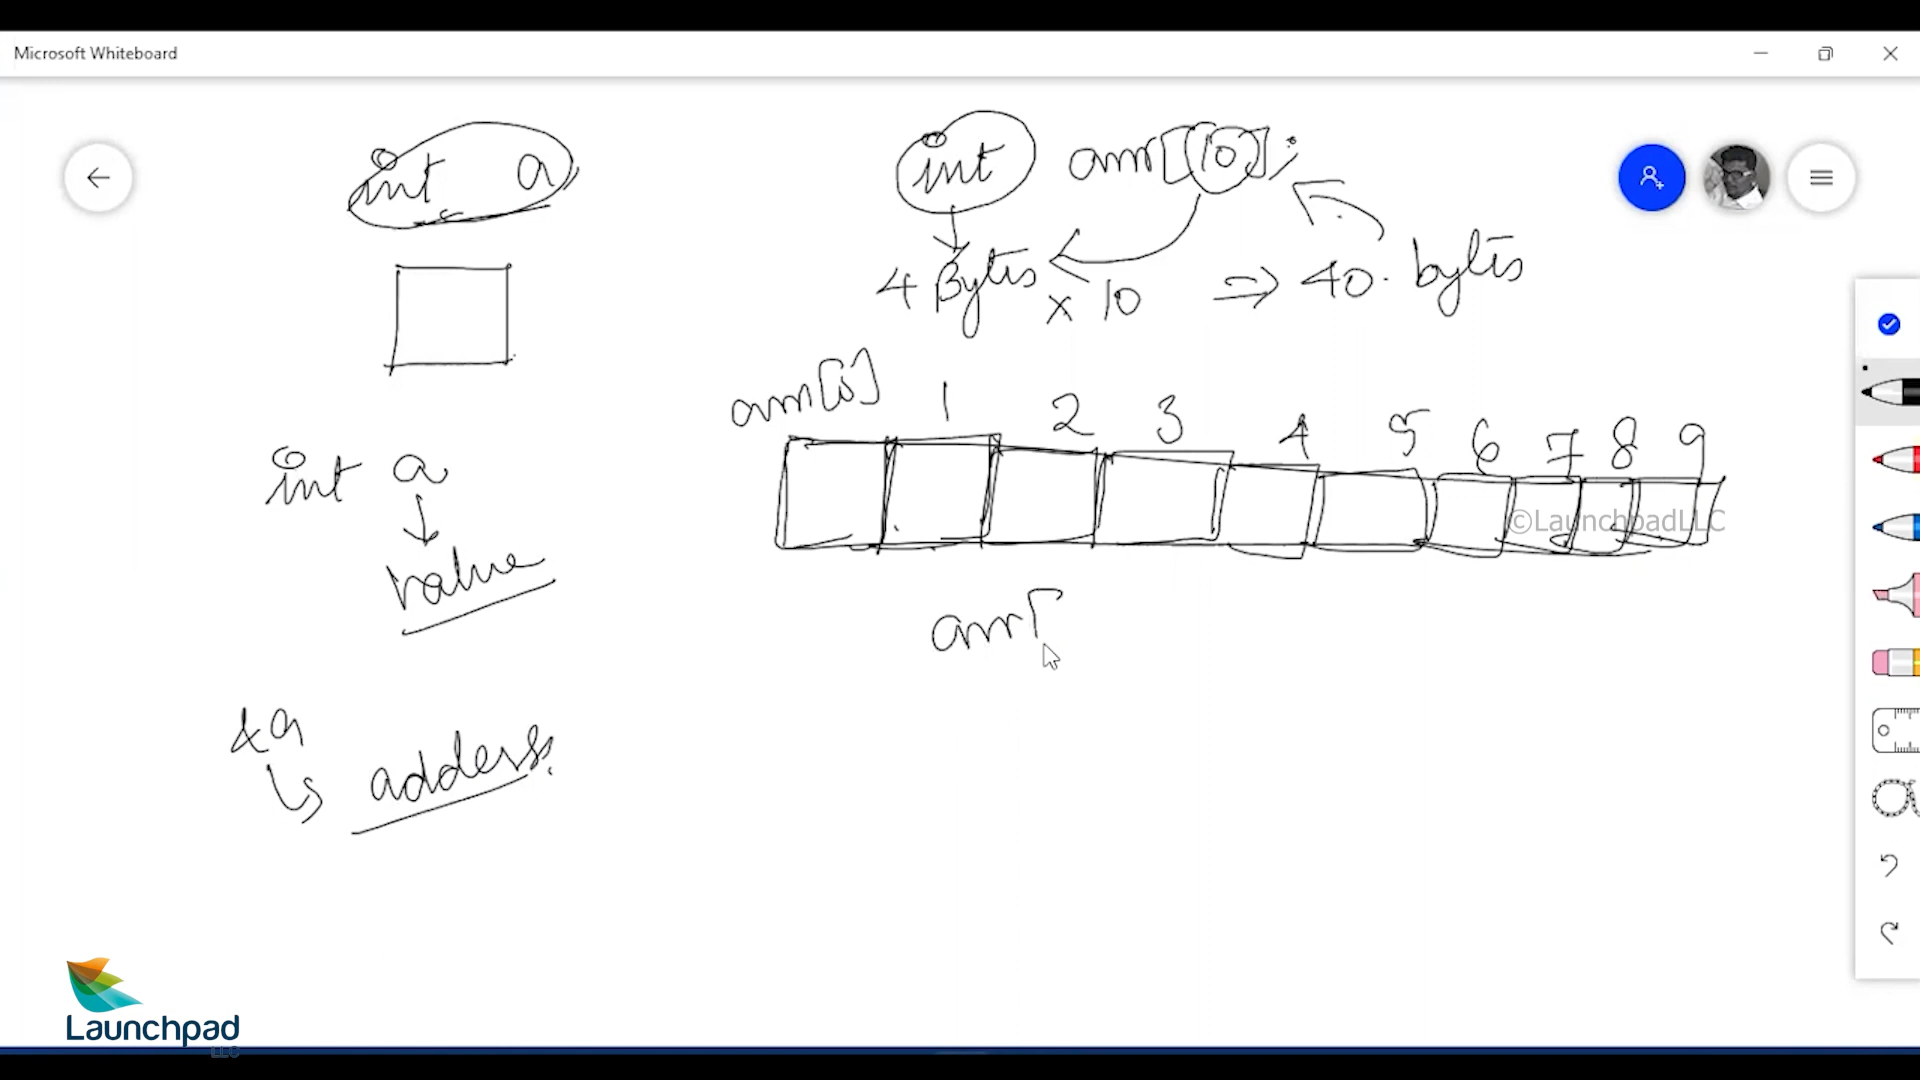 Microsoft Whiteboard
int a
int arr[10];
4 Bytes x 10 => 40. bytes
arr[0] 1 2 3 4 5 6 7 8 9
int a
©LaunchpadLLC
value
arr[
&a
address.
Launchpad
LLC